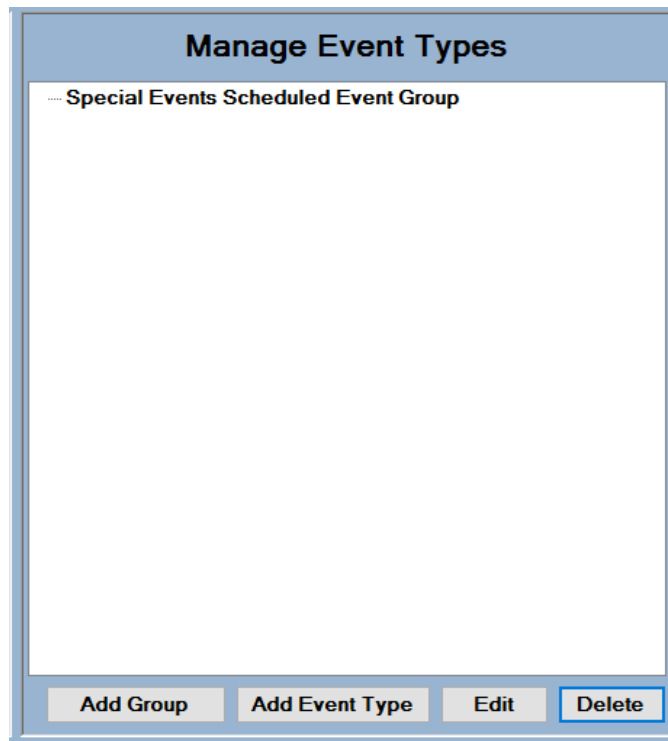 Manage Event Types
Special Events Scheduled Event Group
Add Group Add Event Type Edit Delete